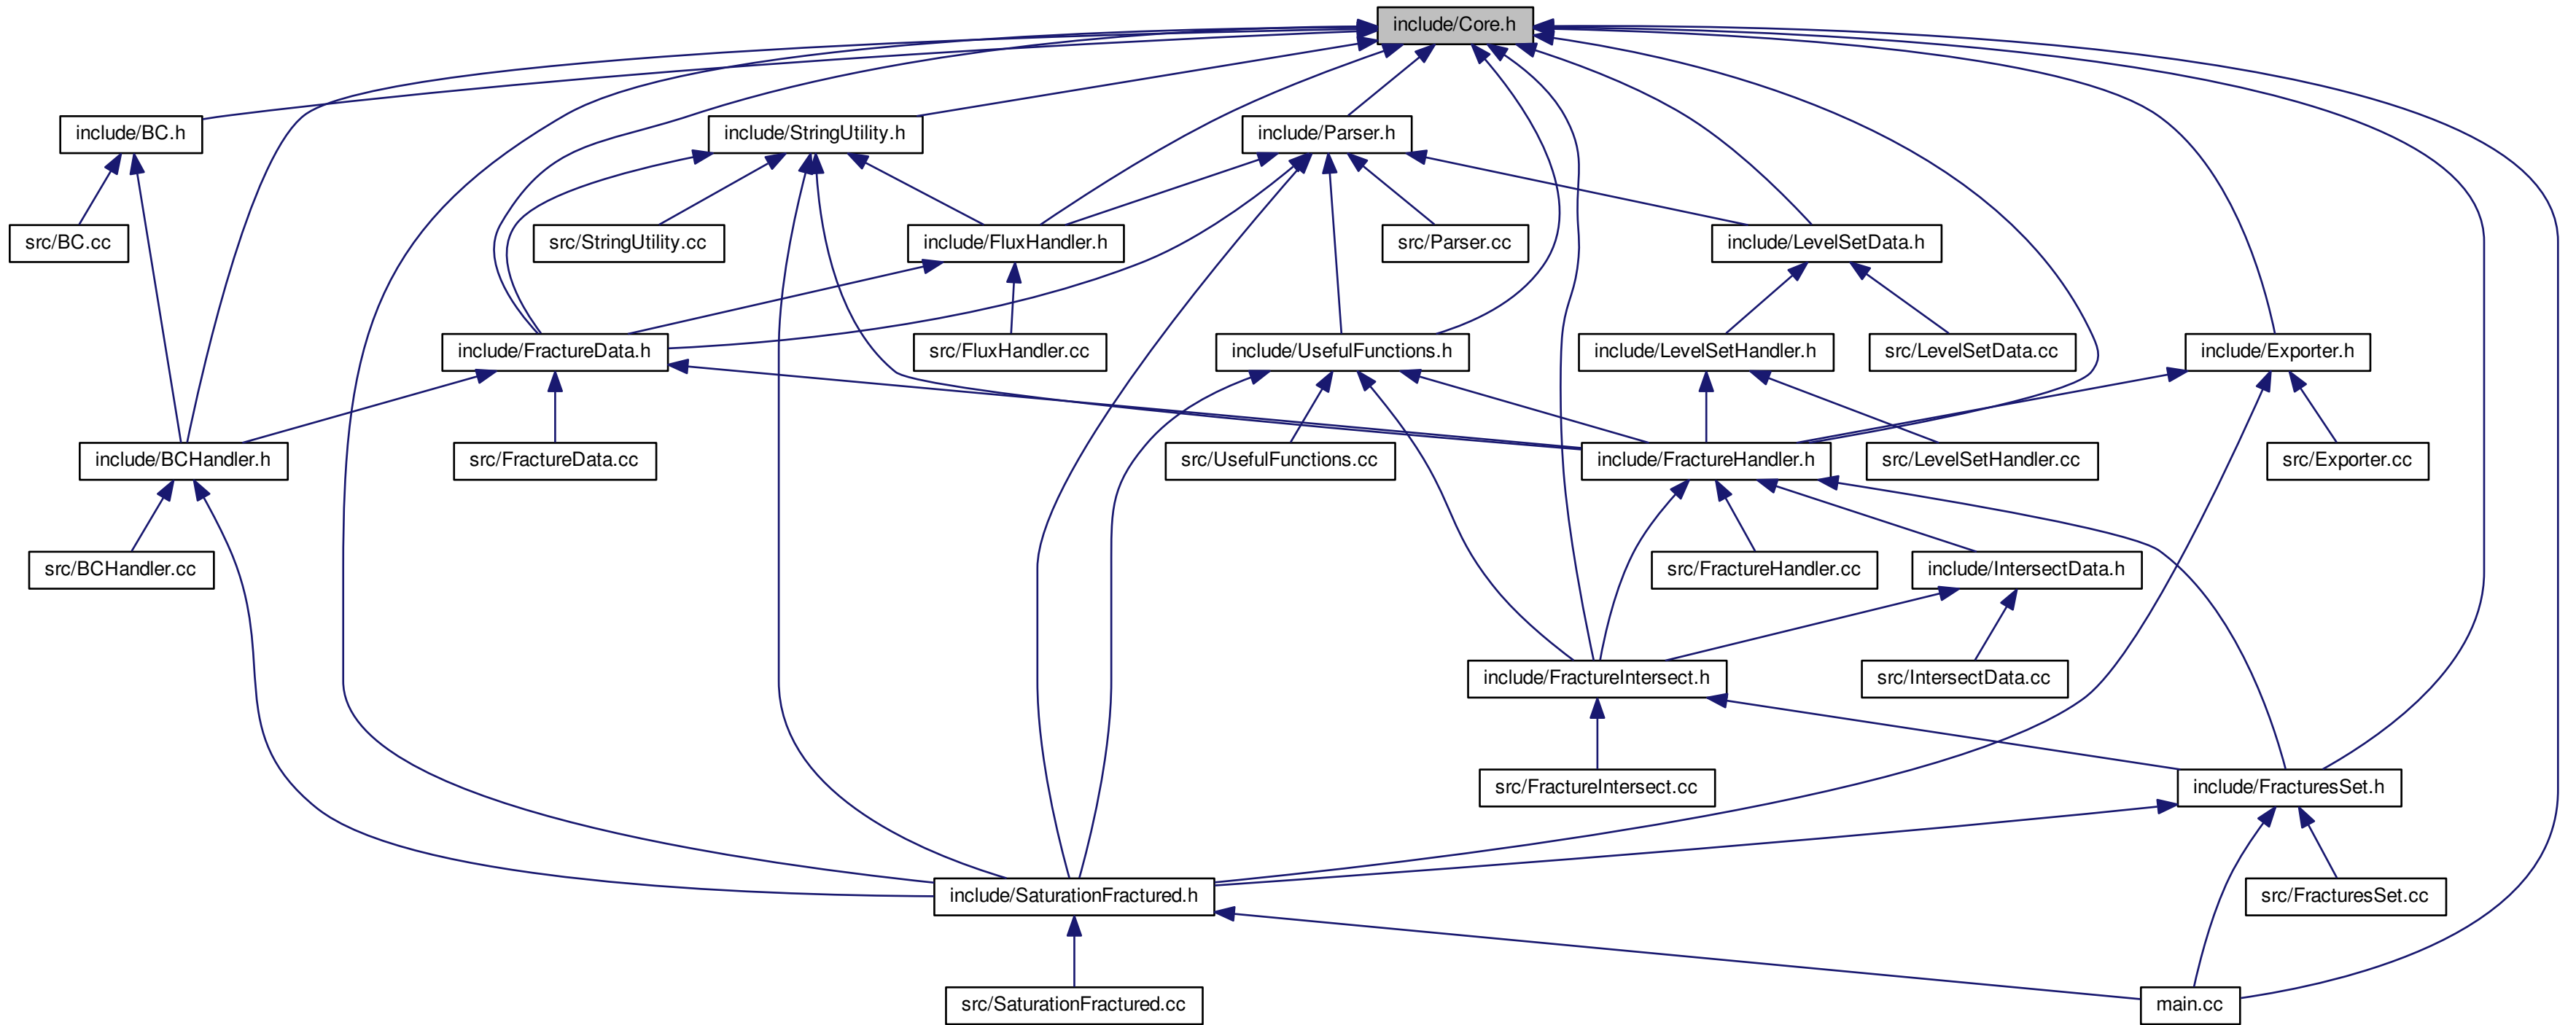 include/Core.h
include/BC.h
include/StringUtility.h
include/Parser.h
src/BC.cc
src/StringUtility.cc
include/FluxHandler.h
src/Parser.cc
include/LevelSetData.h
include/FractureData.h
src/FluxHandler.cc
include/UsefulFunctions.h
include/LevelSetHandler.h
src/LevelSetData.cc
include/Exporter.h
include/BCHandler.h
src/FractureData.cc
src/UsefulFunctions.cc
include/FractureHandler.h
src/LevelSetHandler.cc
src/Exporter.cc
src/BCHandler.cc
src/FractureHandler.cc
include/IntersectData.h
include/FractureIntersect.h
src/IntersectData.cc
src/FractureIntersect.cc
include/FracturesSet.h
include/SaturationFractured.h
src/FracturesSet.cc
src/SaturationFractured.cc
main.cc